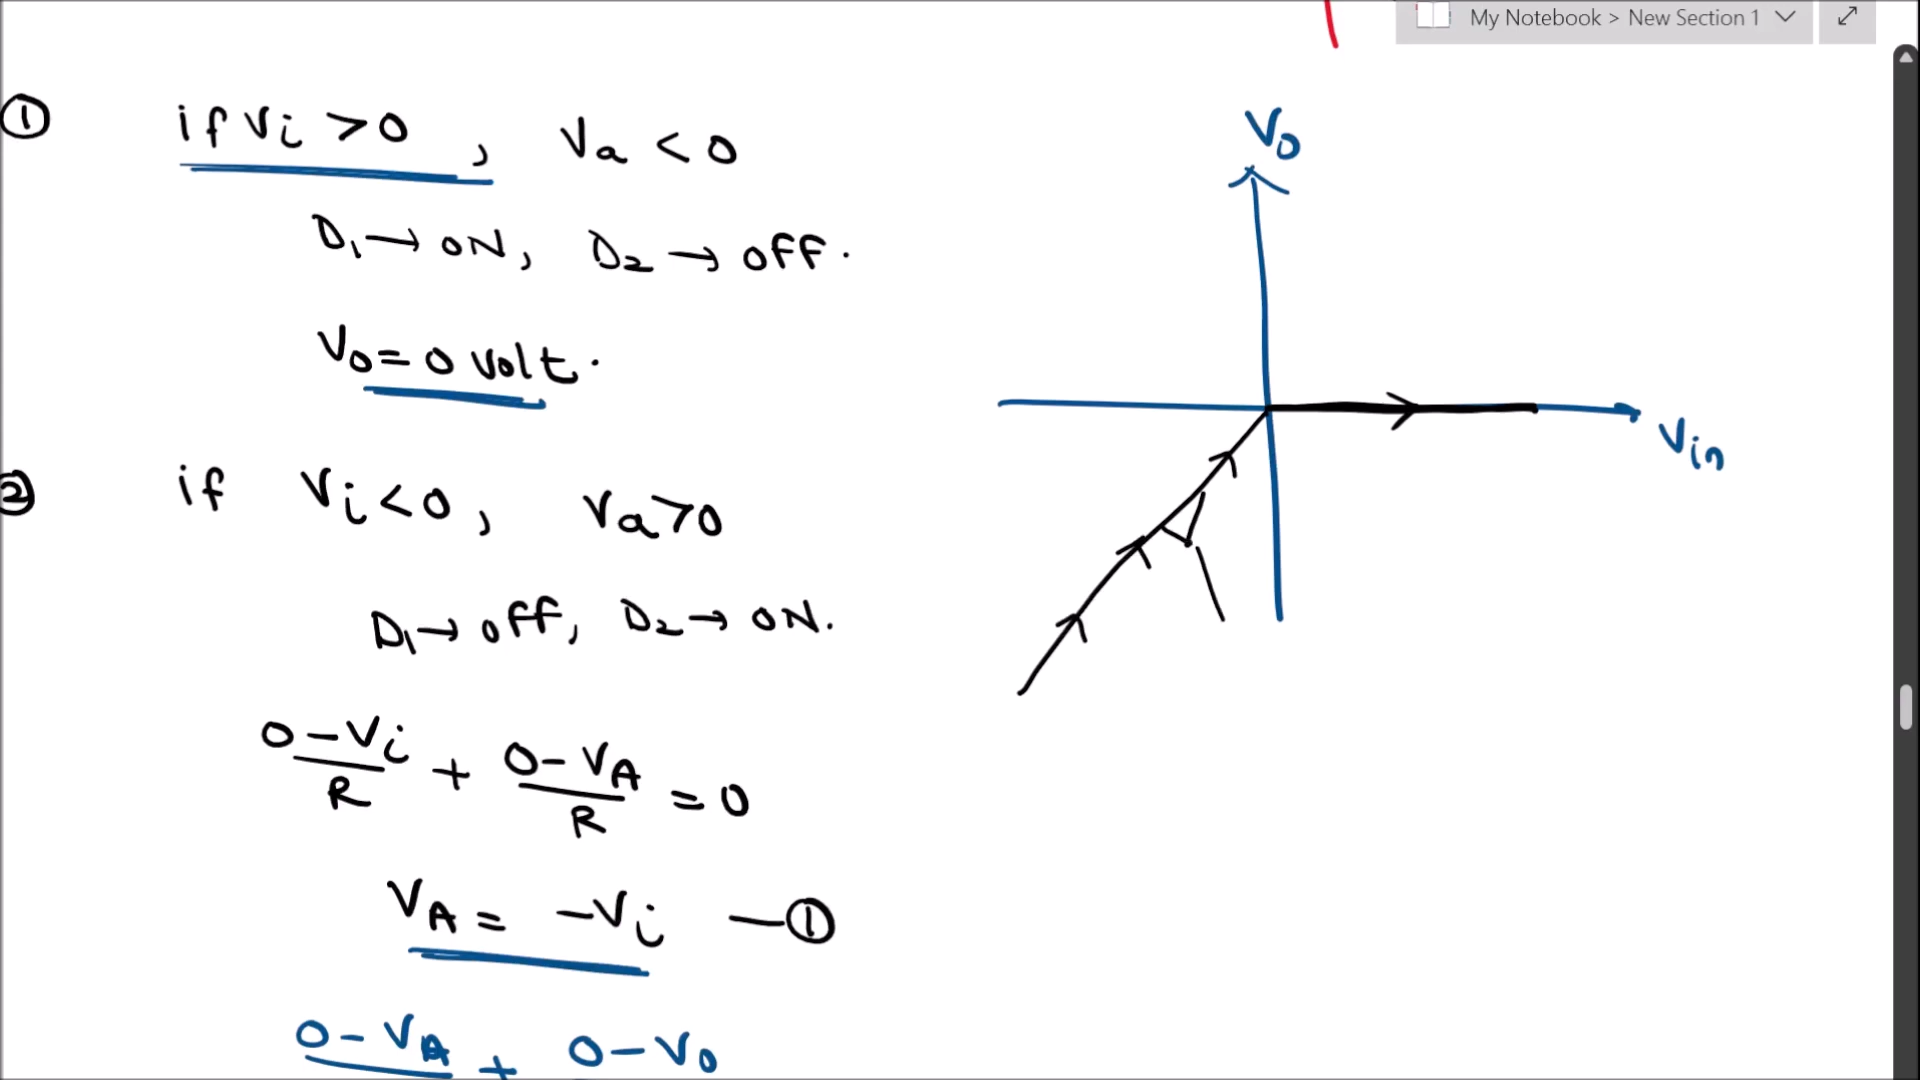 My Notebook > New Section 1
① if Vi > 0 , Va < 0
D1 → ON, D2 → OFF.
Vo = 0 Volt.
② if Vi < 0 , Va > 0
D1 → OFF, D2 → ON.
0 - Vi / R + 0 - VA / R = 0
VA = -Vi — ①
0 - VA + 0 - Vo
Vo
Vin